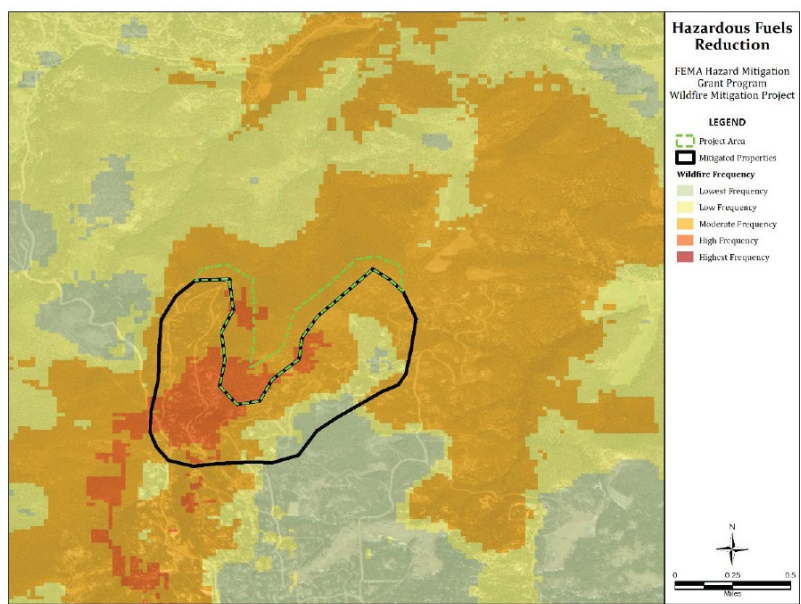 Hazardous Fuels
Reduction
FEMA Hazard Mitigation
Grant Program
Wildfire Mitigation Project
LEGEND
Project Area
Mitigated Properties
Wildfire Frequency
Lowest Frequency
Low Frequency
Moderate Frequency
High Frequency
Highest Frequency
N
0 0.25 0.5
Miles